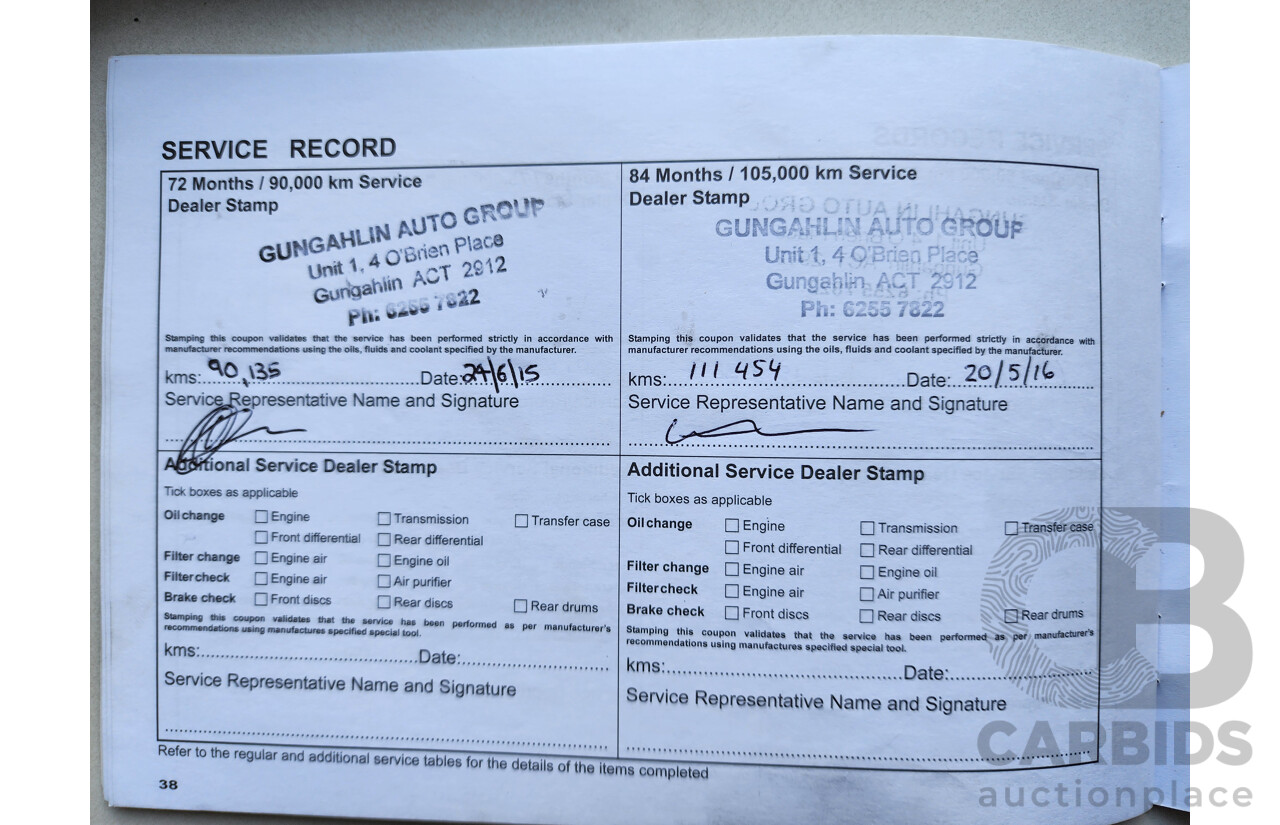 SERVICE RECORD
72 Months / 90,000 km Service
Dealer Stamp
GUNGAHLIN AUTO GROUP
Unit 1, 4 O'Brien Place
Gungahlin ACT 2912
Ph: 6255 7822
Stamping this coupon validates that the service has been performed strictly in accordance with
manufacturer recommendations using the oils, fluids and coolant specified by the manufacturer.
kms: 90,135 Date: 24/6/15
Service Representative Name and Signature
Additional Service Dealer Stamp
Tick boxes as applicable
Oil change Engine Transmission Transfer case
Front differential Rear differential
Filter change Engine air Engine oil
Filter check Engine air Air purifier
Brake check Front discs Rear discs Rear drums
Stamping this coupon validates that the service has been performed as per manufacturer's
recommendations using manufactures specified special tool.
kms: Date:
Service Representative Name and Signature
84 Months / 105,000 km Service
Dealer Stamp
GUNGAHLIN AUTO GROUP
Unit 1, 4 O'Brien Place
Gungahlin ACT 2912
Ph: 6255 7822
Stamping this coupon validates that the service has been performed strictly in accordance with
manufacturer recommendations using the oils, fluids and coolant specified by the manufacturer.
kms: 111 454 Date: 20/5/16
Service Representative Name and Signature
Additional Service Dealer Stamp
Tick boxes as applicable
Oil change Engine Transmission Transfer case
Front differential Rear differential
Filter change Engine air Engine oil
Filter check Engine air Air purifier
Brake check Front discs Rear discs Rear drums
Stamping this coupon validates that the service has been performed as per manufacturer's
recommendations using manufactures specified special tool.
kms: Date:
Service Representative Name and Signature
Refer to the regular and additional service tables for the details of the items completed
38
CB
CARBIDS
auctionplace